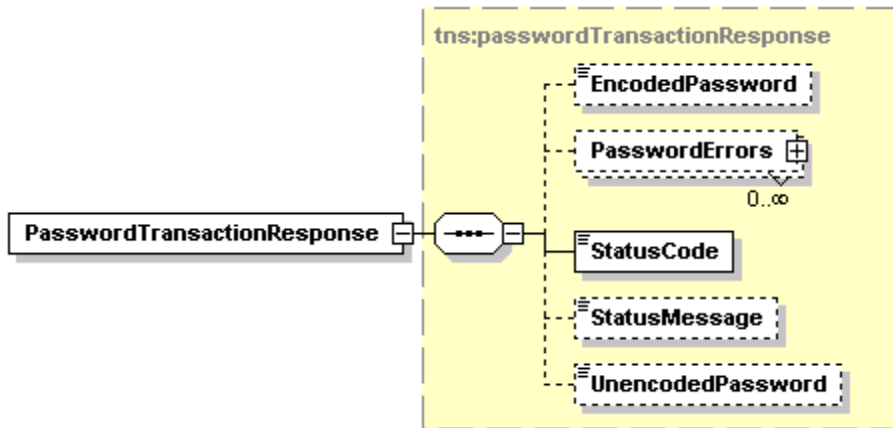 tns:passwordTransactionResponse
EncodedPassword
PasswordErrors
0..∞
PasswordTransactionResponse
StatusCode
StatusMessage
UnencodedPassword